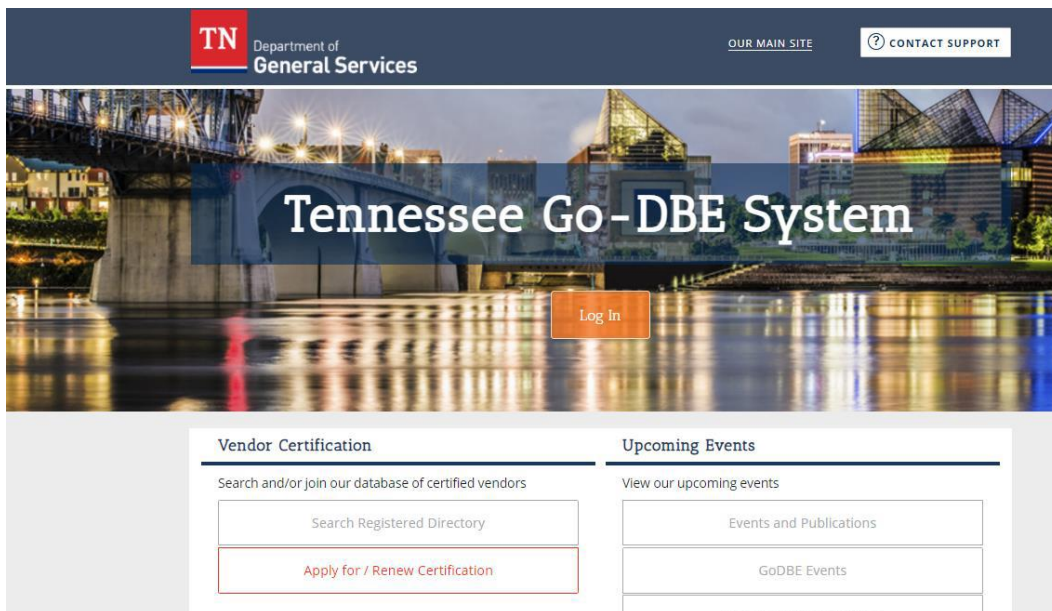 TN
Department of
General Services
OUR MAIN SITE
? CONTACT SUPPORT
Tennessee Go-DBE System
Log In
Vendor Certification
Search and/or join our database of certified vendors
Search Registered Directory
Apply for / Renew Certification
Upcoming Events
View our upcoming events
Events and Publications
GoDBE Events